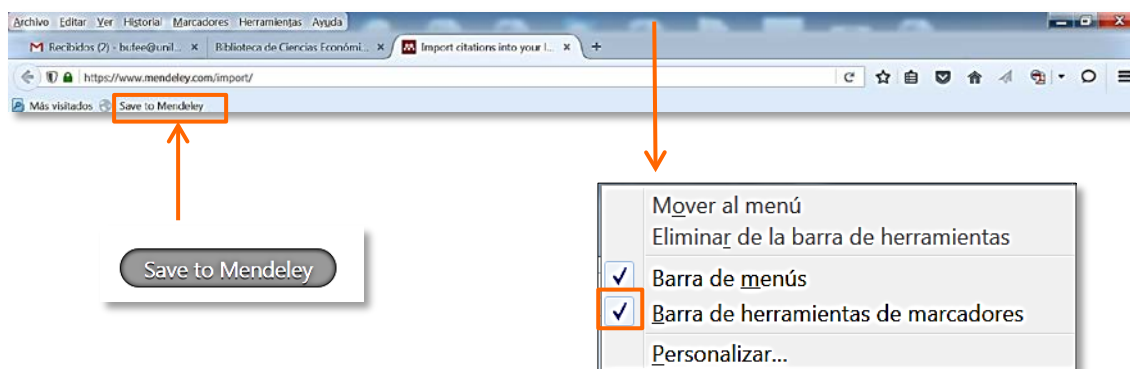 Archivo Editar Ver Historial Marcadores Herramientas Ayuda
Recibidos (2) - bufee@unil... × Biblioteca de Ciencias Económi... × Import citations into your l... × +
https://www.mendeley.com/import/
Más visitados Save to Mendeley
Save to Mendeley
Mover al menú
Eliminar de la barra de herramientas
Barra de menús
Barra de herramientas de marcadores
Personalizar...